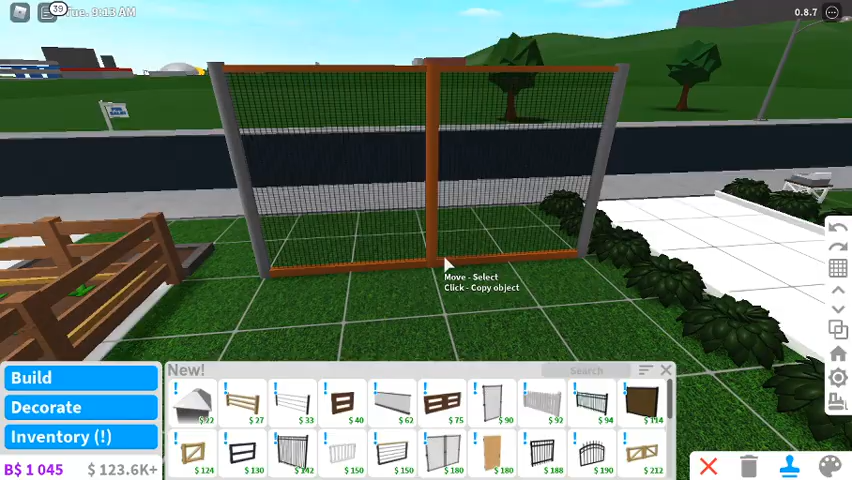 39
Tue. 9:13 AM
0.8.7
Move - Select
Click - Copy object
Build
Decorate
Inventory (!)
B$ 1 045
$ 123.6K+
New!
Search
$ 22
$ 27
$ 33
$ 40
$ 62
$ 75
$ 90
$ 92
$ 94
$ 114
$ 124
$ 130
$ 142
$ 150
$ 150
$ 180
$ 180
$ 188
$ 190
$ 212